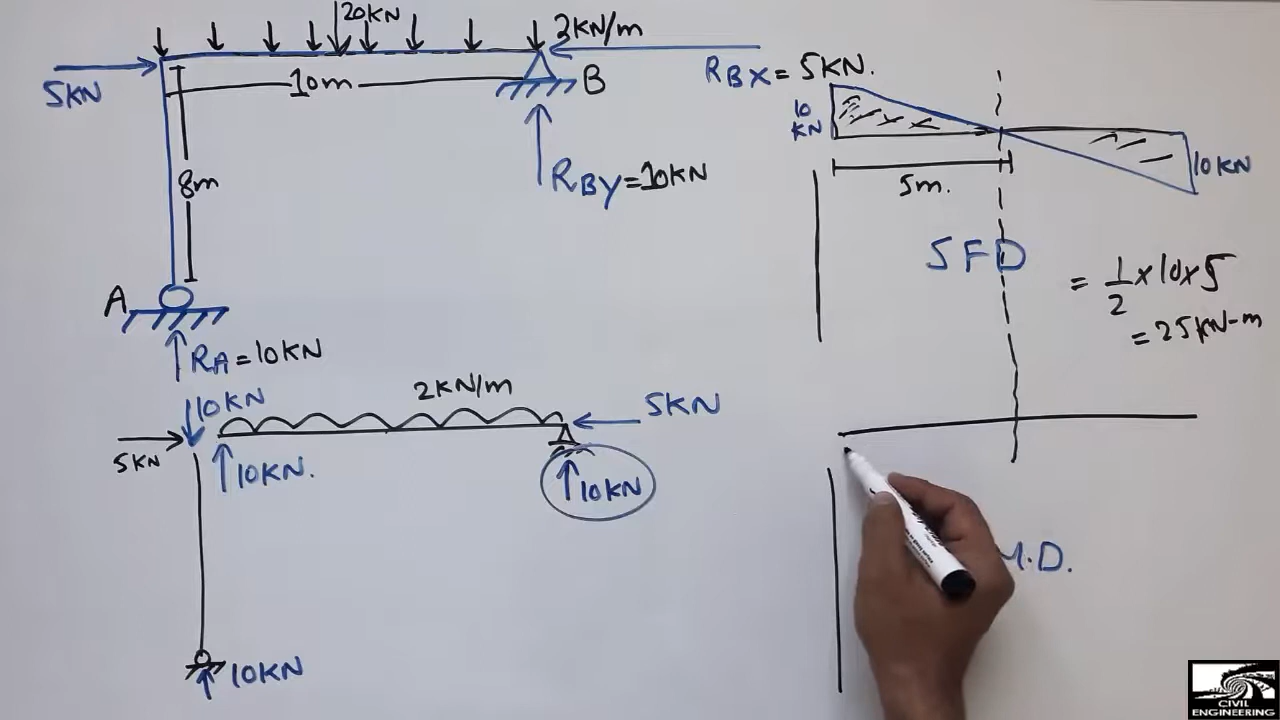 20KN
2KN/m
5KN
10m
B
RBX = 5KN.
RBY = 10KN
8m
A
RA = 10KN
10 KN
10KN
5m.
SFD
= 1/2 x 10 x 5
= 25KN-m
10KN
2KN/m
5KN
5KN
10KN.
10KN
10KN
M.D.
CIVIL
ENGINEERING